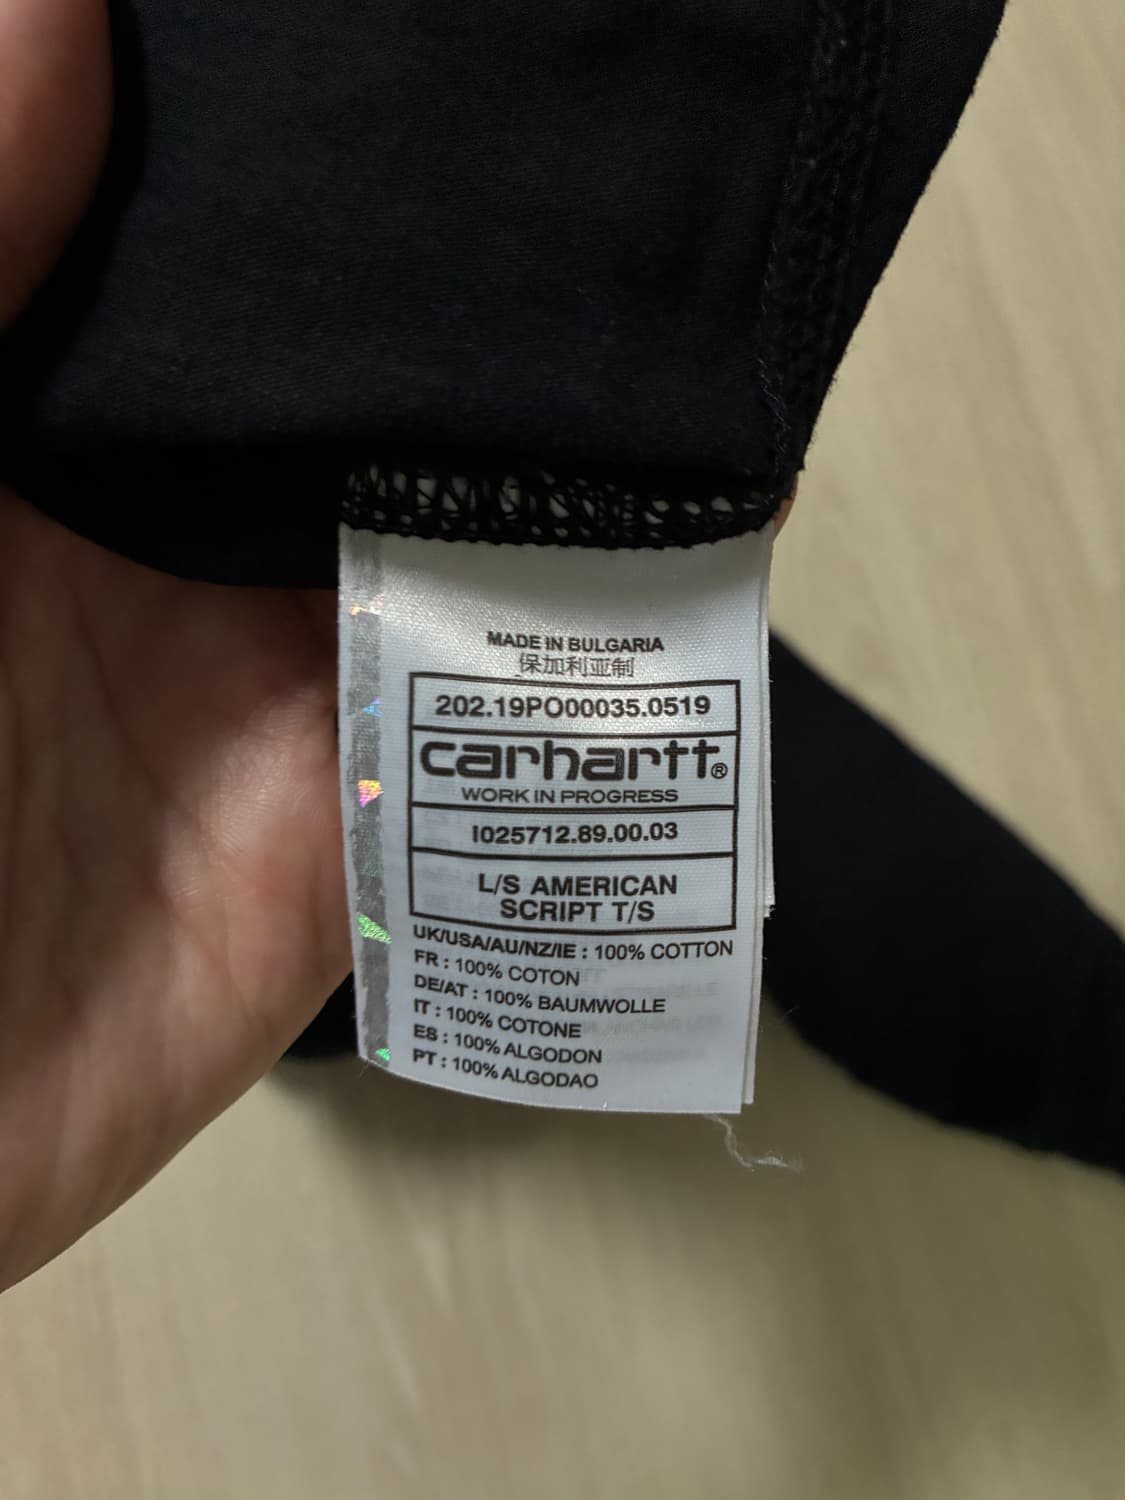 MADE IN BULGARIA
保加利亚制
202.19PO00035.0519
carhartt®
WORK IN PROGRESS
I025712.89.00.03
L/S AMERICAN
SCRIPT T/S
UK/USA/AU/NZ/IE : 100% COTTON
FR : 100% COTON
DE/AT : 100% BAUMWOLLE
IT : 100% COTONE
ES : 100% ALGODON
PT : 100% ALGODAO